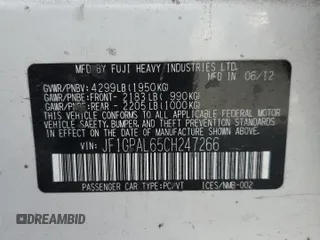 MFD BY FUJI HEAVY INDUSTRIES LTD.
GVWR/PNBV: 4299LB(1950KG) 06/12
GAWR/PNBE:FRONT- 2183LB( 990KG)
GAWR/PNBE:REAR - 2205LB(1000KG)
THIS VEHICLE CONFORMS TO ALL APPLICABLE
FEDERAL MOTOR VEHICLE SAFETY, BUMPER, AND
THEFT PREVENTION STANDARDS IN EFFECT ON THE
DATE OF MANUFACTURE SHOWN ABOVE.
VIN: JF1GPAL65CH247266
PASSENGER CAR TYPE:PC/VT ICES/NMB-002
DREAMBID